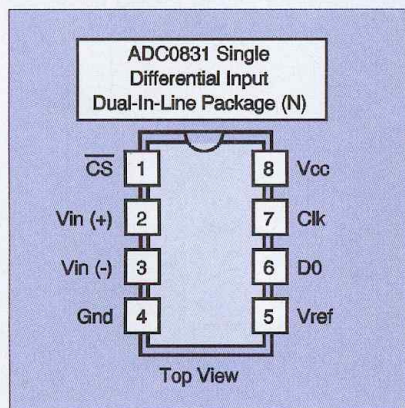 ADC0831 Single
Differential Input
Dual-In-Line Package (N)
C̅S̅ 1 8 Vcc
Vin (+) 2 7 Clk
Vin (-) 3 6 D0
Gnd 4 5 Vref
Top View